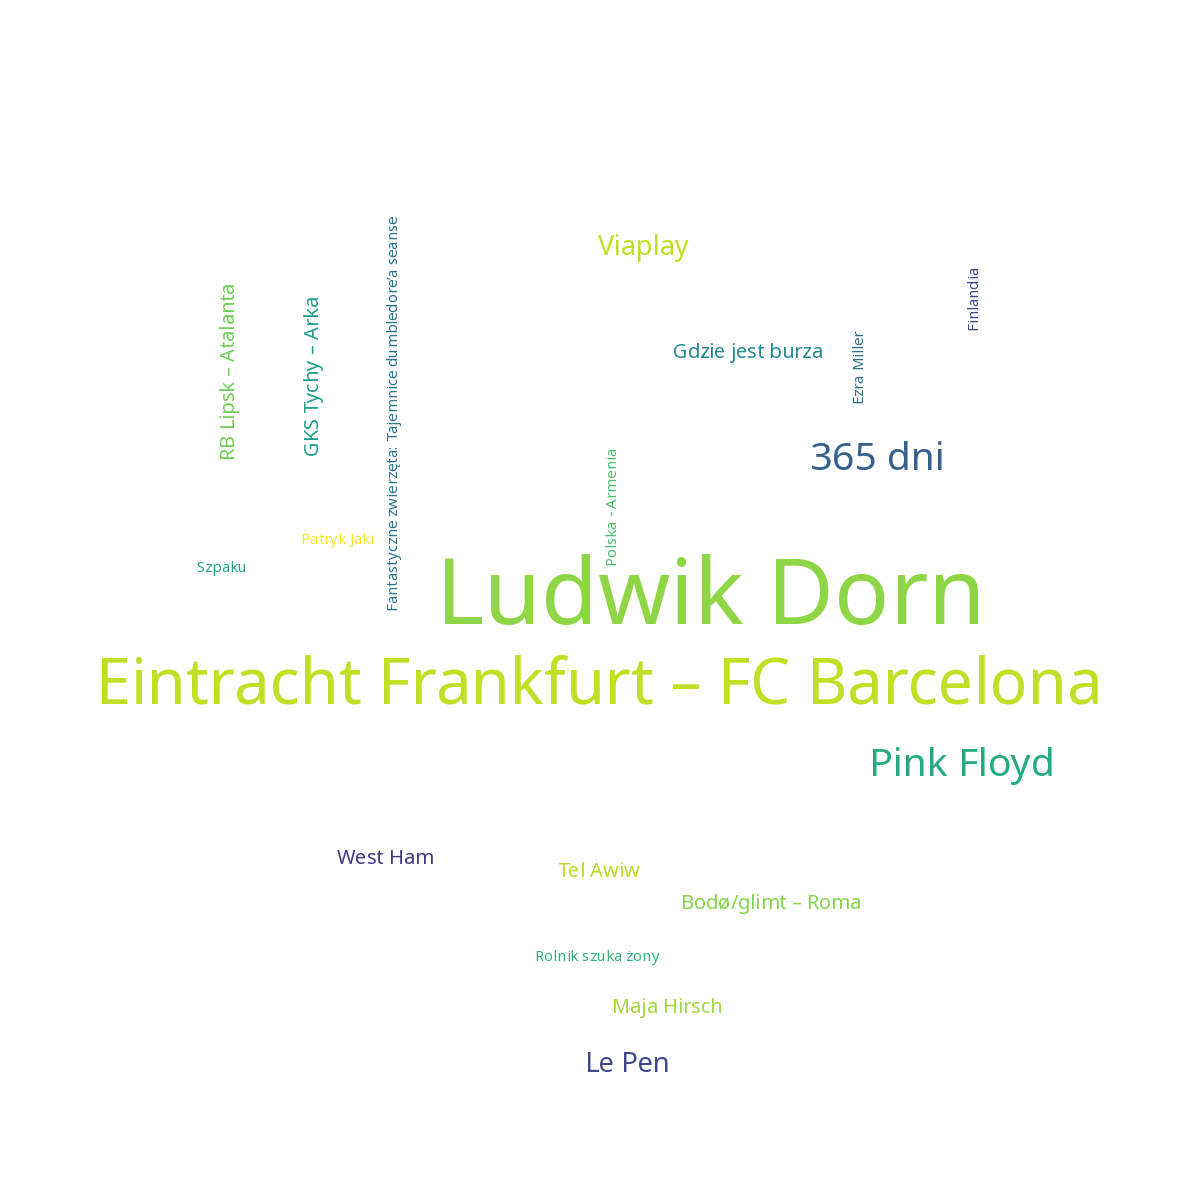 Viaplay
Finlandia
RB Lipsk – Atalanta
GKS Tychy – Arka
Fantastyczne zwierzęta: Tajemnice dumbledore'a seanse
Gdzie jest burza
Ezra Miller
365 dni
Polska - Armenia
Patryk Jaki
Szpaku
Ludwik Dorn
Eintracht Frankfurt – FC Barcelona
Pink Floyd
West Ham
Tel Awiw
Bodø/glimt – Roma
Rolnik szuka żony
Maja Hirsch
Le Pen